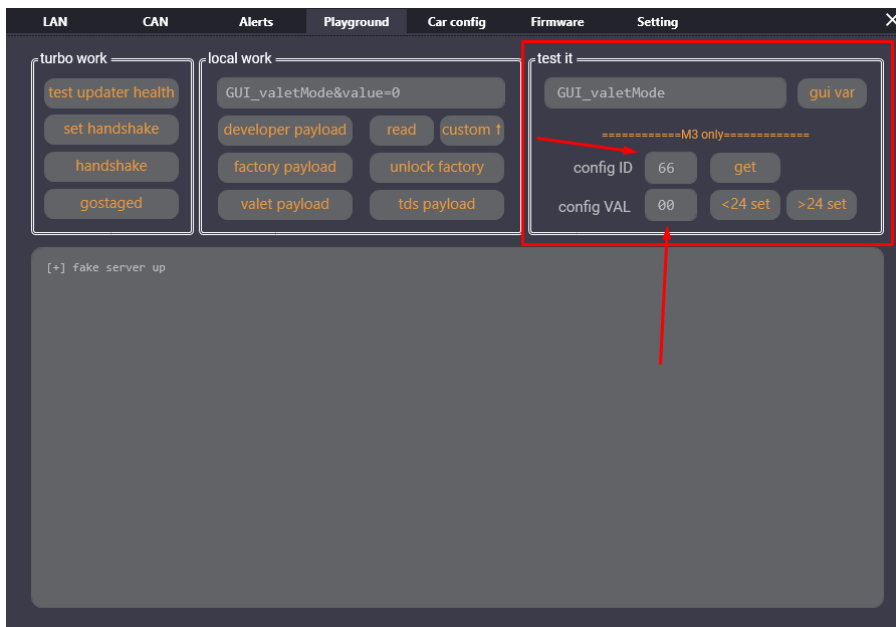 LAN CAN Alerts Playground Car config Firmware Setting
turbo work
test updater health
set handshake
handshake
gostaged
local work
GUI_valetMode&value=0
developer payload read custom ↑
factory payload unlock factory
valet payload tds payload
test it
GUI_valetMode gui var
============M3 only=============
config ID 66 get
config VAL 00 <24 set >24 set
[+] fake server up